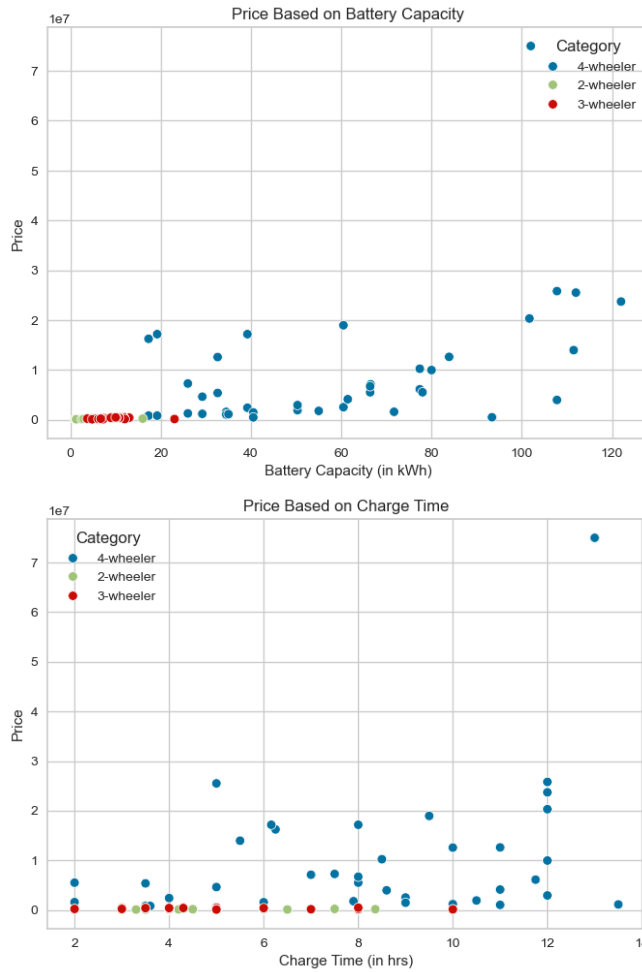 Price Based on Battery Capacity
1e7
Category
4-wheeler
2-wheeler
3-wheeler
7
6
5
4
3
2
1
0
Price
0 20 40 60 80 100 120
Battery Capacity (in kWh)
Price Based on Charge Time
1e7
Category
4-wheeler
2-wheeler
3-wheeler
7
6
5
4
3
2
1
0
Price
2 4 6 8 10 12 14
Charge Time (in hrs)